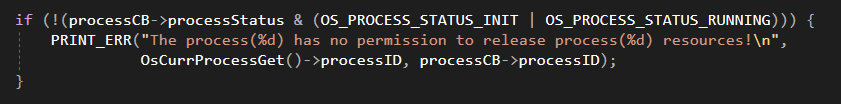 if (!(processCB->processStatus & (OS_PROCESS_STATUS_INIT | OS_PROCESS_STATUS_RUNNING))) {
    PRINT_ERR("The process(%d) has no permission to release process(%d) resources!\n",
              OsCurrProcessGet()->processID, processCB->processID);
}